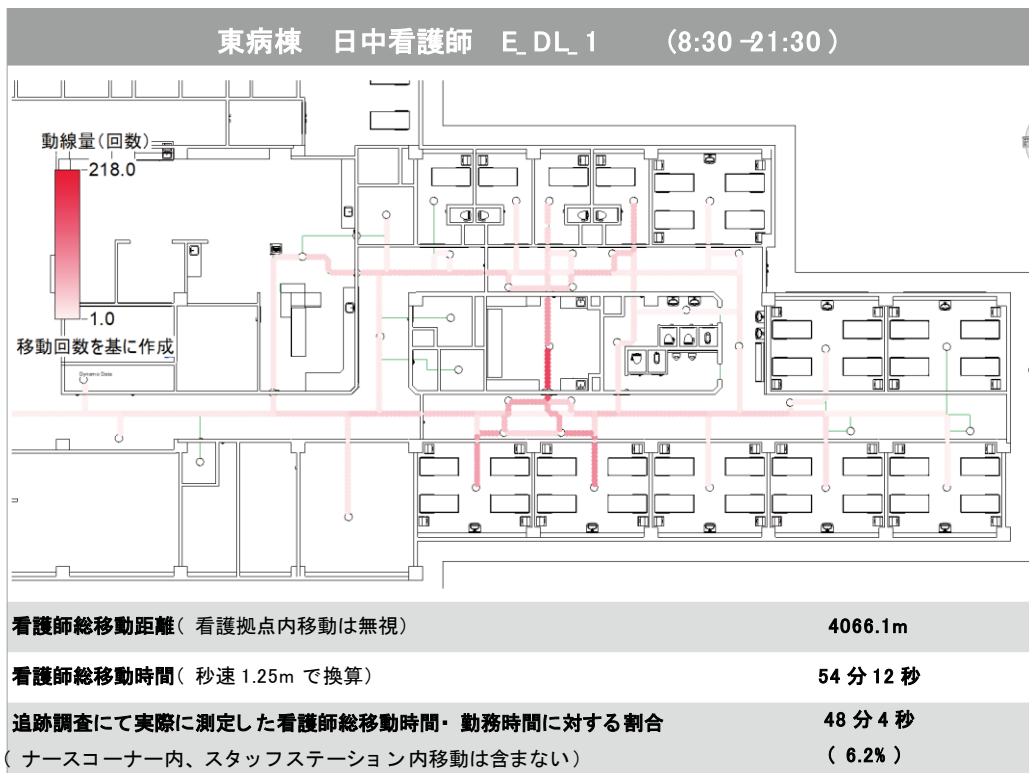 東病棟 日中看護師 E_DL_1 (8:30-21:30)
動線量(回数)
218.0
1.0
移動回数を基に作成
Dynamo Data
看護師総移動距離( 看護拠点内移動は無視) 4066.1m
看護師総移動時間( 秒速 1.25m で換算) 54 分 12 秒
追跡調査にて実際に測定した看護師総移動時間・ 勤務時間に対する割合 48 分 4 秒
( ナースコーナー内、スタッフステーション内移動は含まない) ( 6.2% )